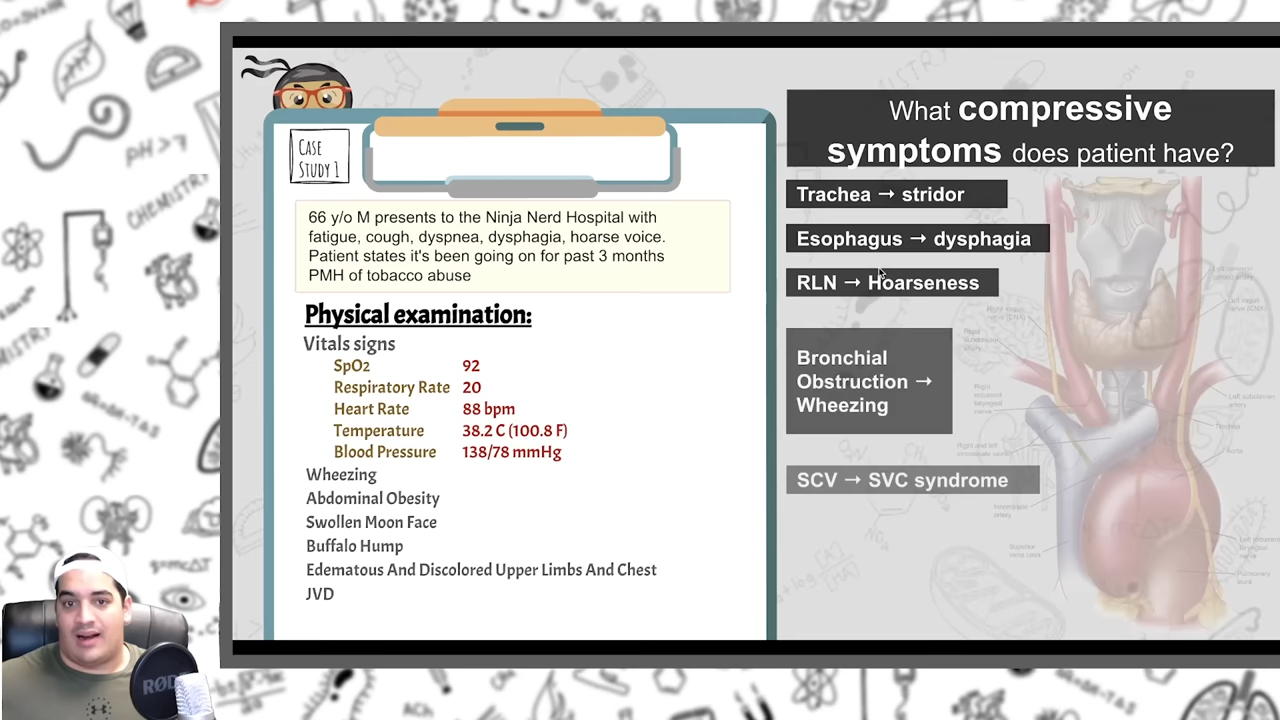 CASE
STUDY 1
66 y/o M presents to the Ninja Nerd Hospital with
fatigue, cough, dyspnea, dysphagia, hoarse voice.
Patient states it's been going on for past 3 months
PMH of tobacco abuse
Physical examination:
Vitals signs
SpO2 92
Respiratory Rate 20
Heart Rate 88 bpm
Temperature 38.2 C (100.8 F)
Blood Pressure 138/78 mmHg
Wheezing
Abdominal Obesity
Swollen Moon Face
Buffalo Hump
Edematous And Discolored Upper Limbs And Chest
JVD
What compressive
symptoms does patient have?
Trachea → stridor
Esophagus → dysphagia
RLN → Hoarseness
Bronchial
Obstruction →
Wheezing
SCV → SVC syndrome
PH >7
CHEMISTRY
RØD